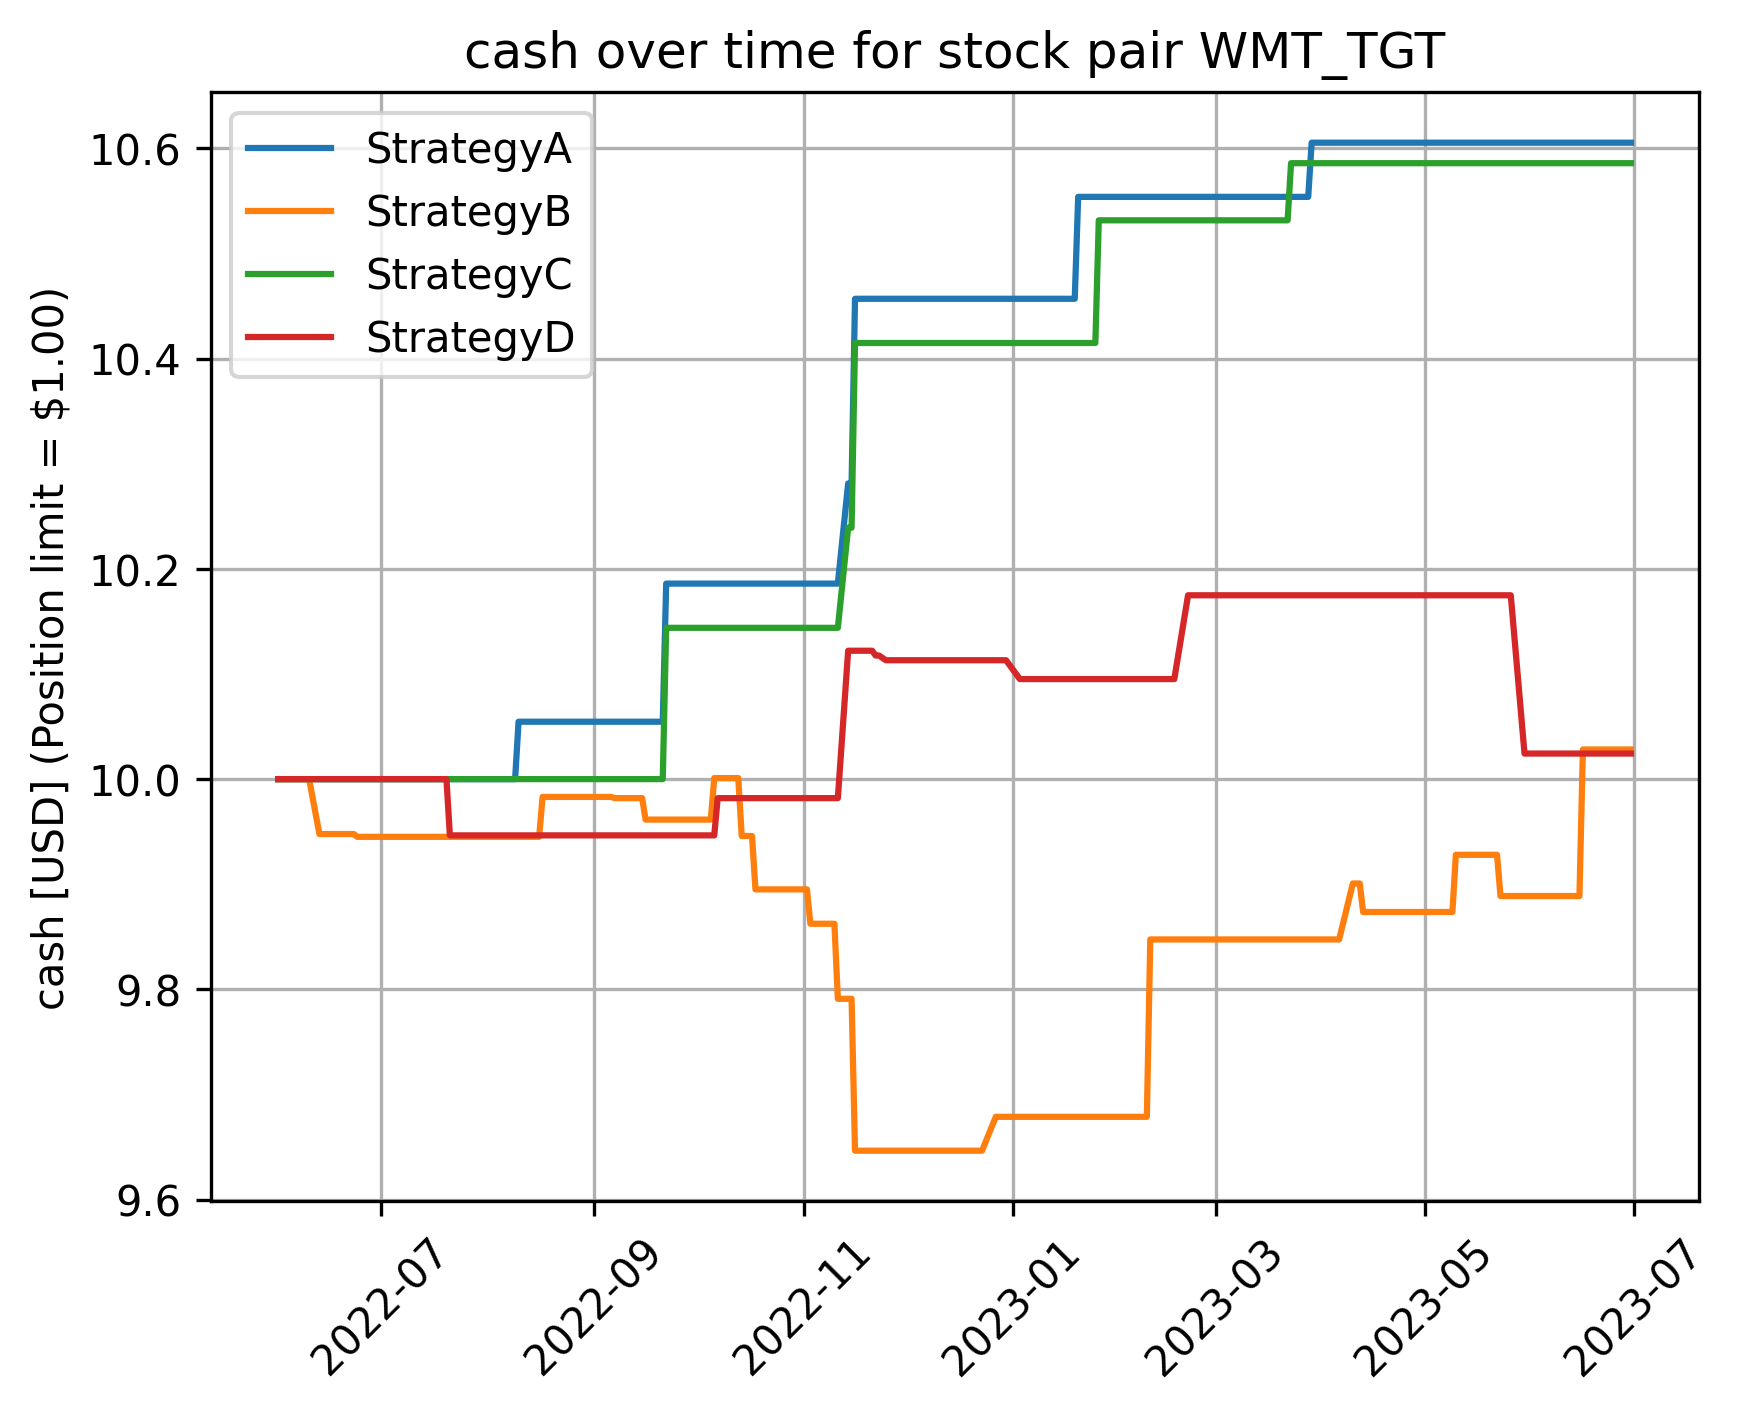 cash over time for stock pair WMT_TGT
StrategyA
StrategyB
StrategyC
StrategyD
cash [USD] (Position limit = $1.00)
10.6
10.4
10.2
10.0
9.8
9.6
2022-07
2022-09
2022-11
2023-01
2023-03
2023-05
2023-07